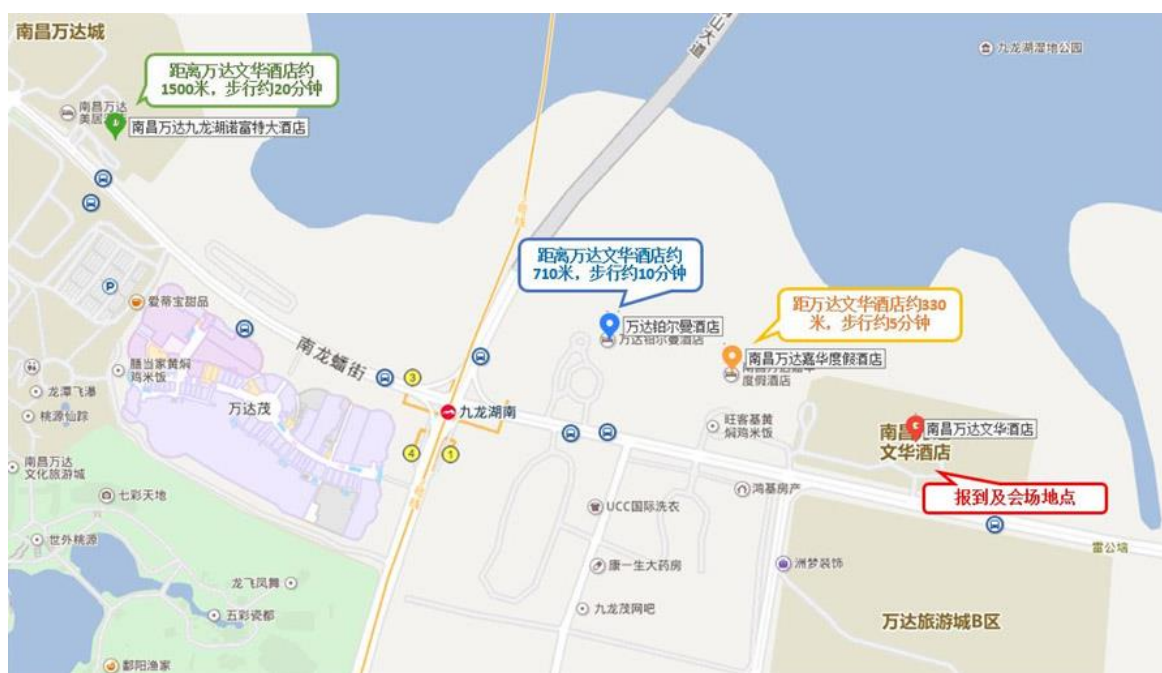 南昌万达城
距离万达文华酒店约
1500米，步行约20分钟
南昌万达
美居
南昌万达九龙湖诺富特大酒店
山大道
九龙湖湿地公园
1号线
距离万达文华酒店约
710米，步行约10分钟
距万达文华酒店约330
米，步行约5分钟
P
爱蒂宝甜品
万达铂尔曼酒店
万达铂尔曼酒店
南昌万达嘉华度假酒店
度假酒店
南龙蟠街
膳当家黄焖
鸡米饭
龙潭飞瀑
桃源仙踪
万达茂
3
九龙湖南
4
1
旺客基黄
焖鸡米饭
南昌
文华酒店
南昌万达文华酒店
南昌万达
文化旅游城
七彩天地
鸿基房产
报到及会场地点
UCC国际洗衣
世外桃源
雷公塝
康一生大药房
洲梦装饰
龙飞凤舞
五彩瓷都
九龙茂网吧
万达旅游城B区
鄱阳渔家